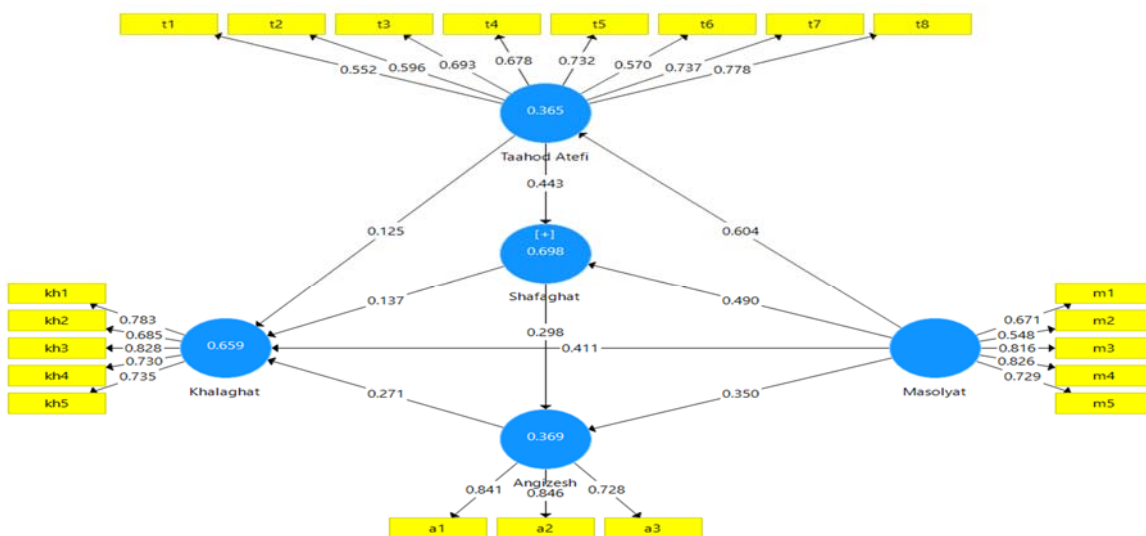 t1 t2 t3 t4 t5 t6 t7 t8
0.552 0.596 0.693 0.678 0.732 0.570 0.737 0.778
0.365
Taahod Atefi
0.443
0.125 0.604
[+]
0.698
Shafaghat
0.137 0.490
0.298
kh1
kh2
kh3
kh4
kh5
0.783
0.685
0.828
0.730
0.735
0.659
Khalaghat
0.411
m1
m2
m3
m4
m5
0.671
0.548
0.816
0.826
0.729
Masolyat
0.271 0.350
0.369
Angizesh
0.841 0.846 0.728
a1 a2 a3